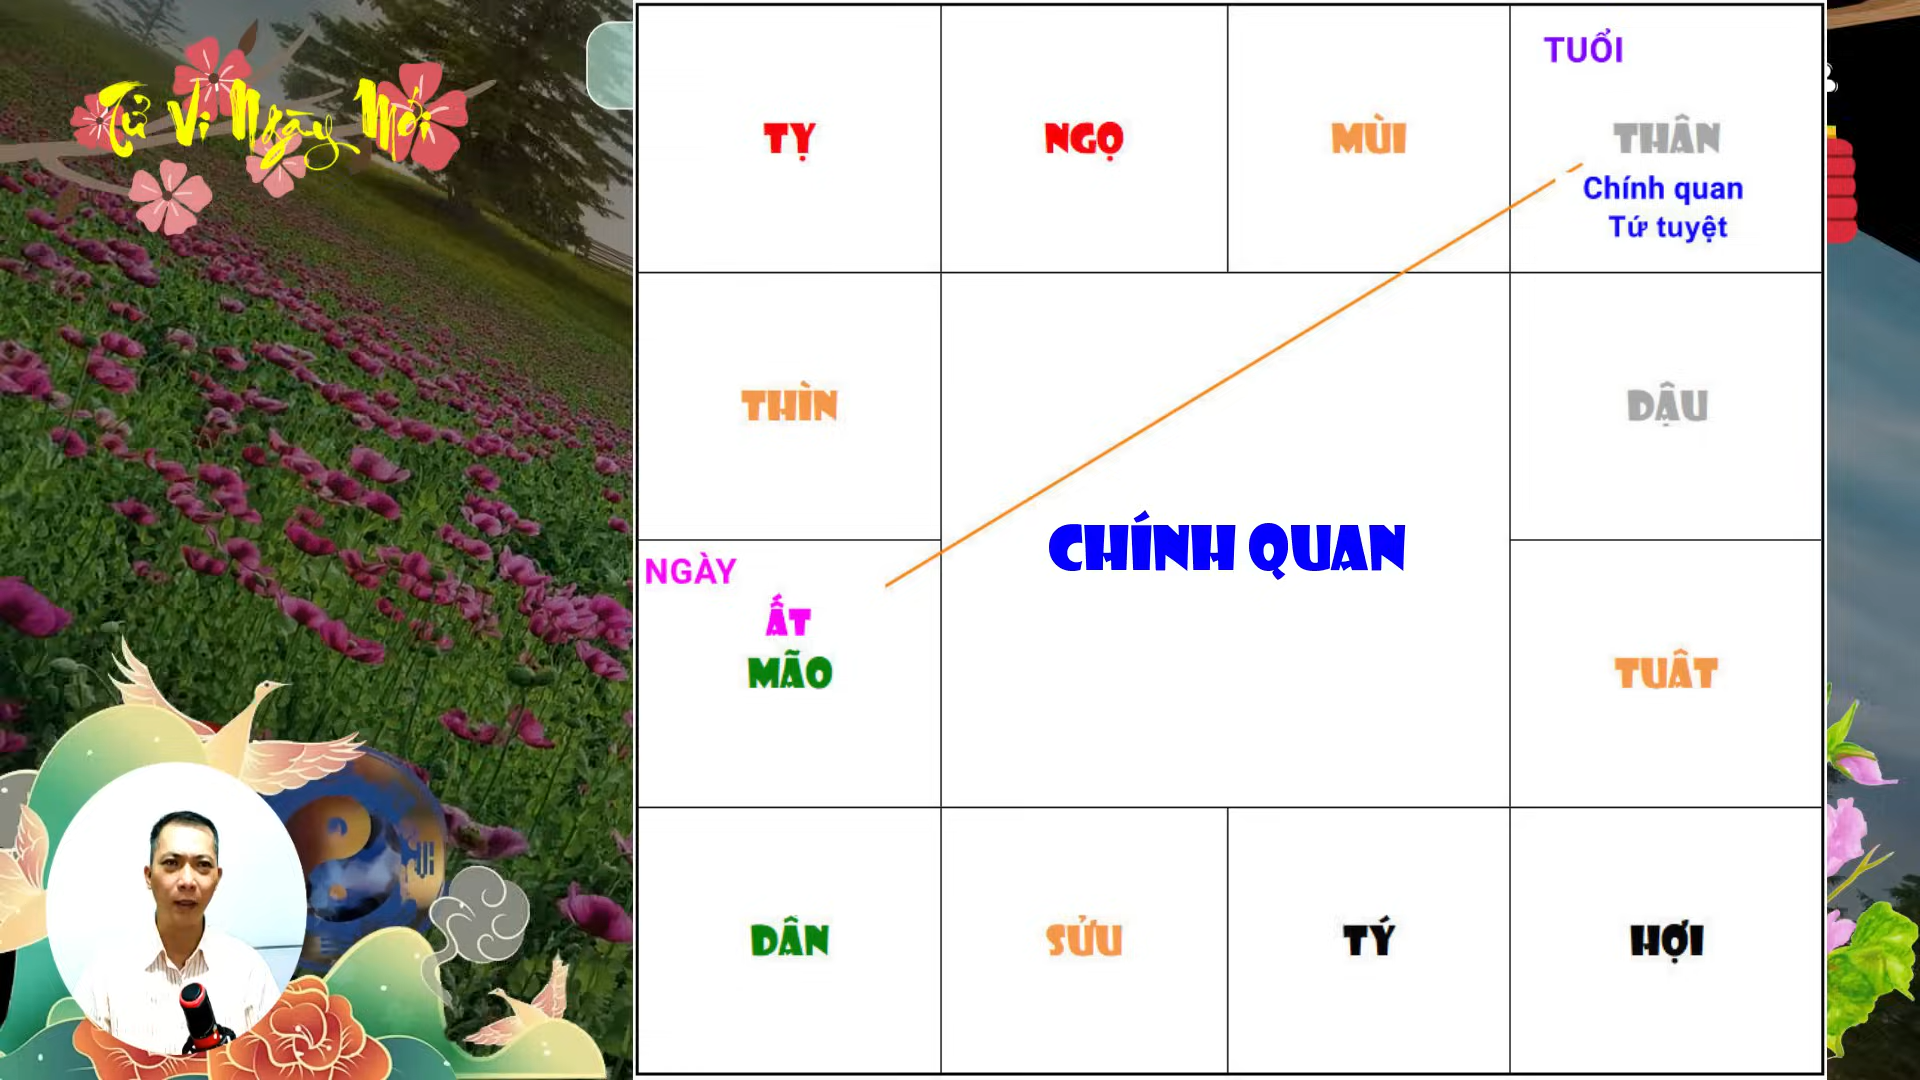 Tử Vi Ngày Mới
TUỔI
TỴ
NGỌ
MÙI
THÂN
Chính quan
Tứ tuyệt
THÌN
DẬU
CHÍNH QUAN
NGÀY
ẤT
MÃO
TUẤT
DẦN
SỬU
TÝ
HỢI